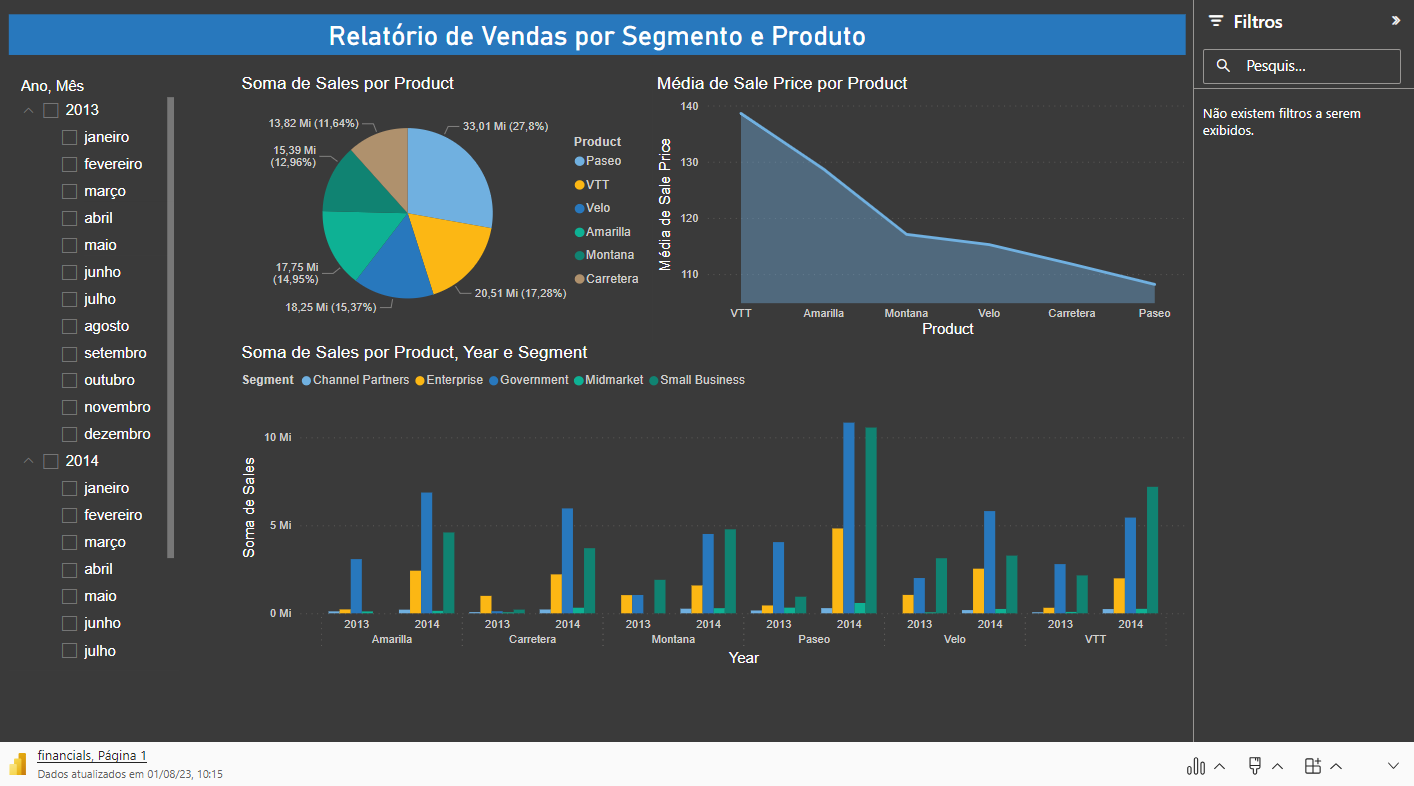 Relatório de Vendas por Segmento e Produto
Filtros
Pesquis...
Não existem filtros a serem
exibidos.
Ano, Mês
2013
janeiro
fevereiro
março
abril
maio
junho
julho
agosto
setembro
outubro
novembro
dezembro
2014
janeiro
fevereiro
março
abril
maio
junho
julho
Soma de Sales por Product
13,82 Mi (11,64%)
33,01 Mi (27,8%)
15,39 Mi
(12,96%)
17,75 Mi
(14,95%)
18,25 Mi (15,37%)
20,51 Mi (17,28%)
Product
Paseo
VTT
Velo
Amarilla
Montana
Carretera
Média de Sale Price por Product
Média de Sale Price
140
130
120
110
VTT Amarilla Montana Velo Carretera Paseo
Product
Soma de Sales por Product, Year e Segment
Segment Channel Partners Enterprise Government Midmarket Small Business
Soma de Sales
10 Mi
5 Mi
0 Mi
2013 2014 2013 2014 2013 2014 2013 2014 2013 2014 2013 2014
Amarilla Carretera Montana Paseo Velo VTT
Year
financials, Página 1
Dados atualizados em 01/08/23, 10:15